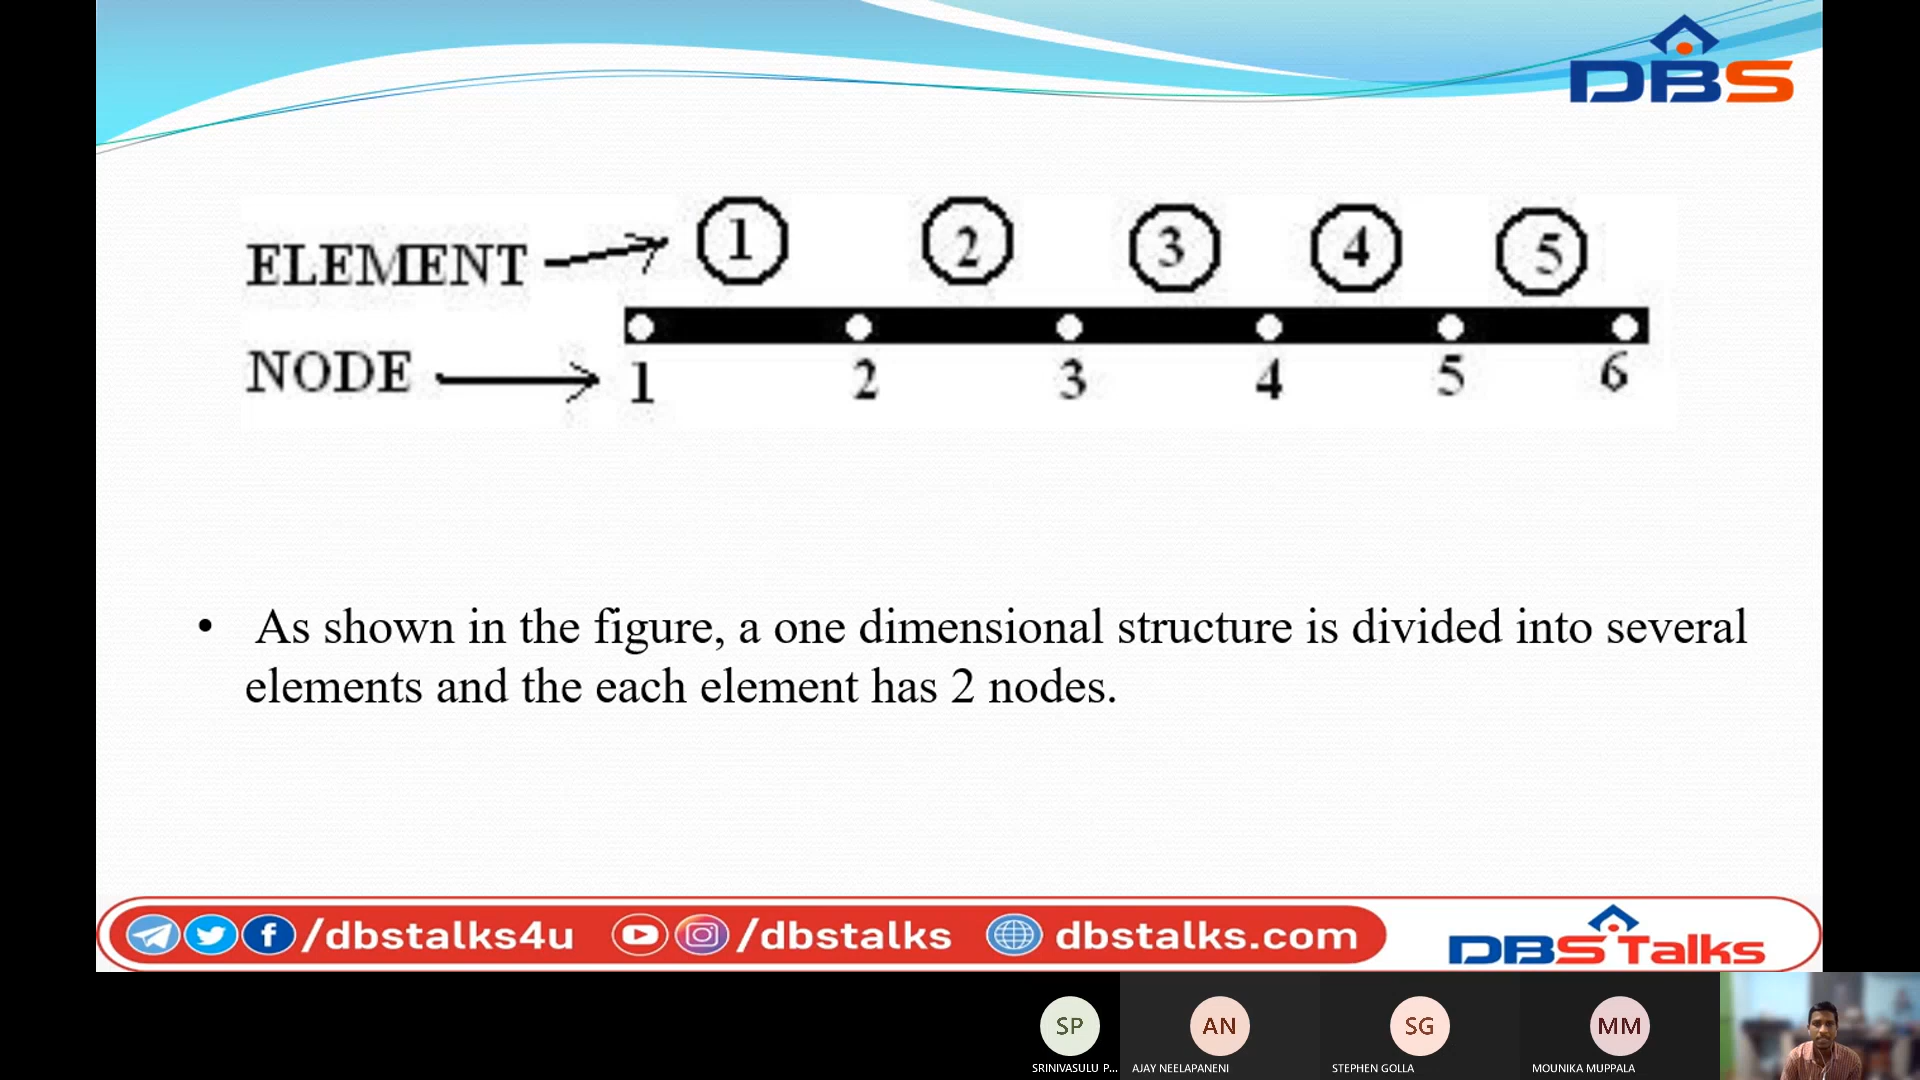 DBS
ELEMENT 1 2 3 4 5
NODE 1 2 3 4 5 6
• As shown in the figure, a one dimensional structure is divided into several
elements and the each element has 2 nodes.
/dbstalks4u /dbstalks dbstalks.com DBS Talks
SP AN SG MM
SRINIVASULU P... AJAY NEELAPANENI STEPHEN GOLLA MOUNIKA MUPPALA